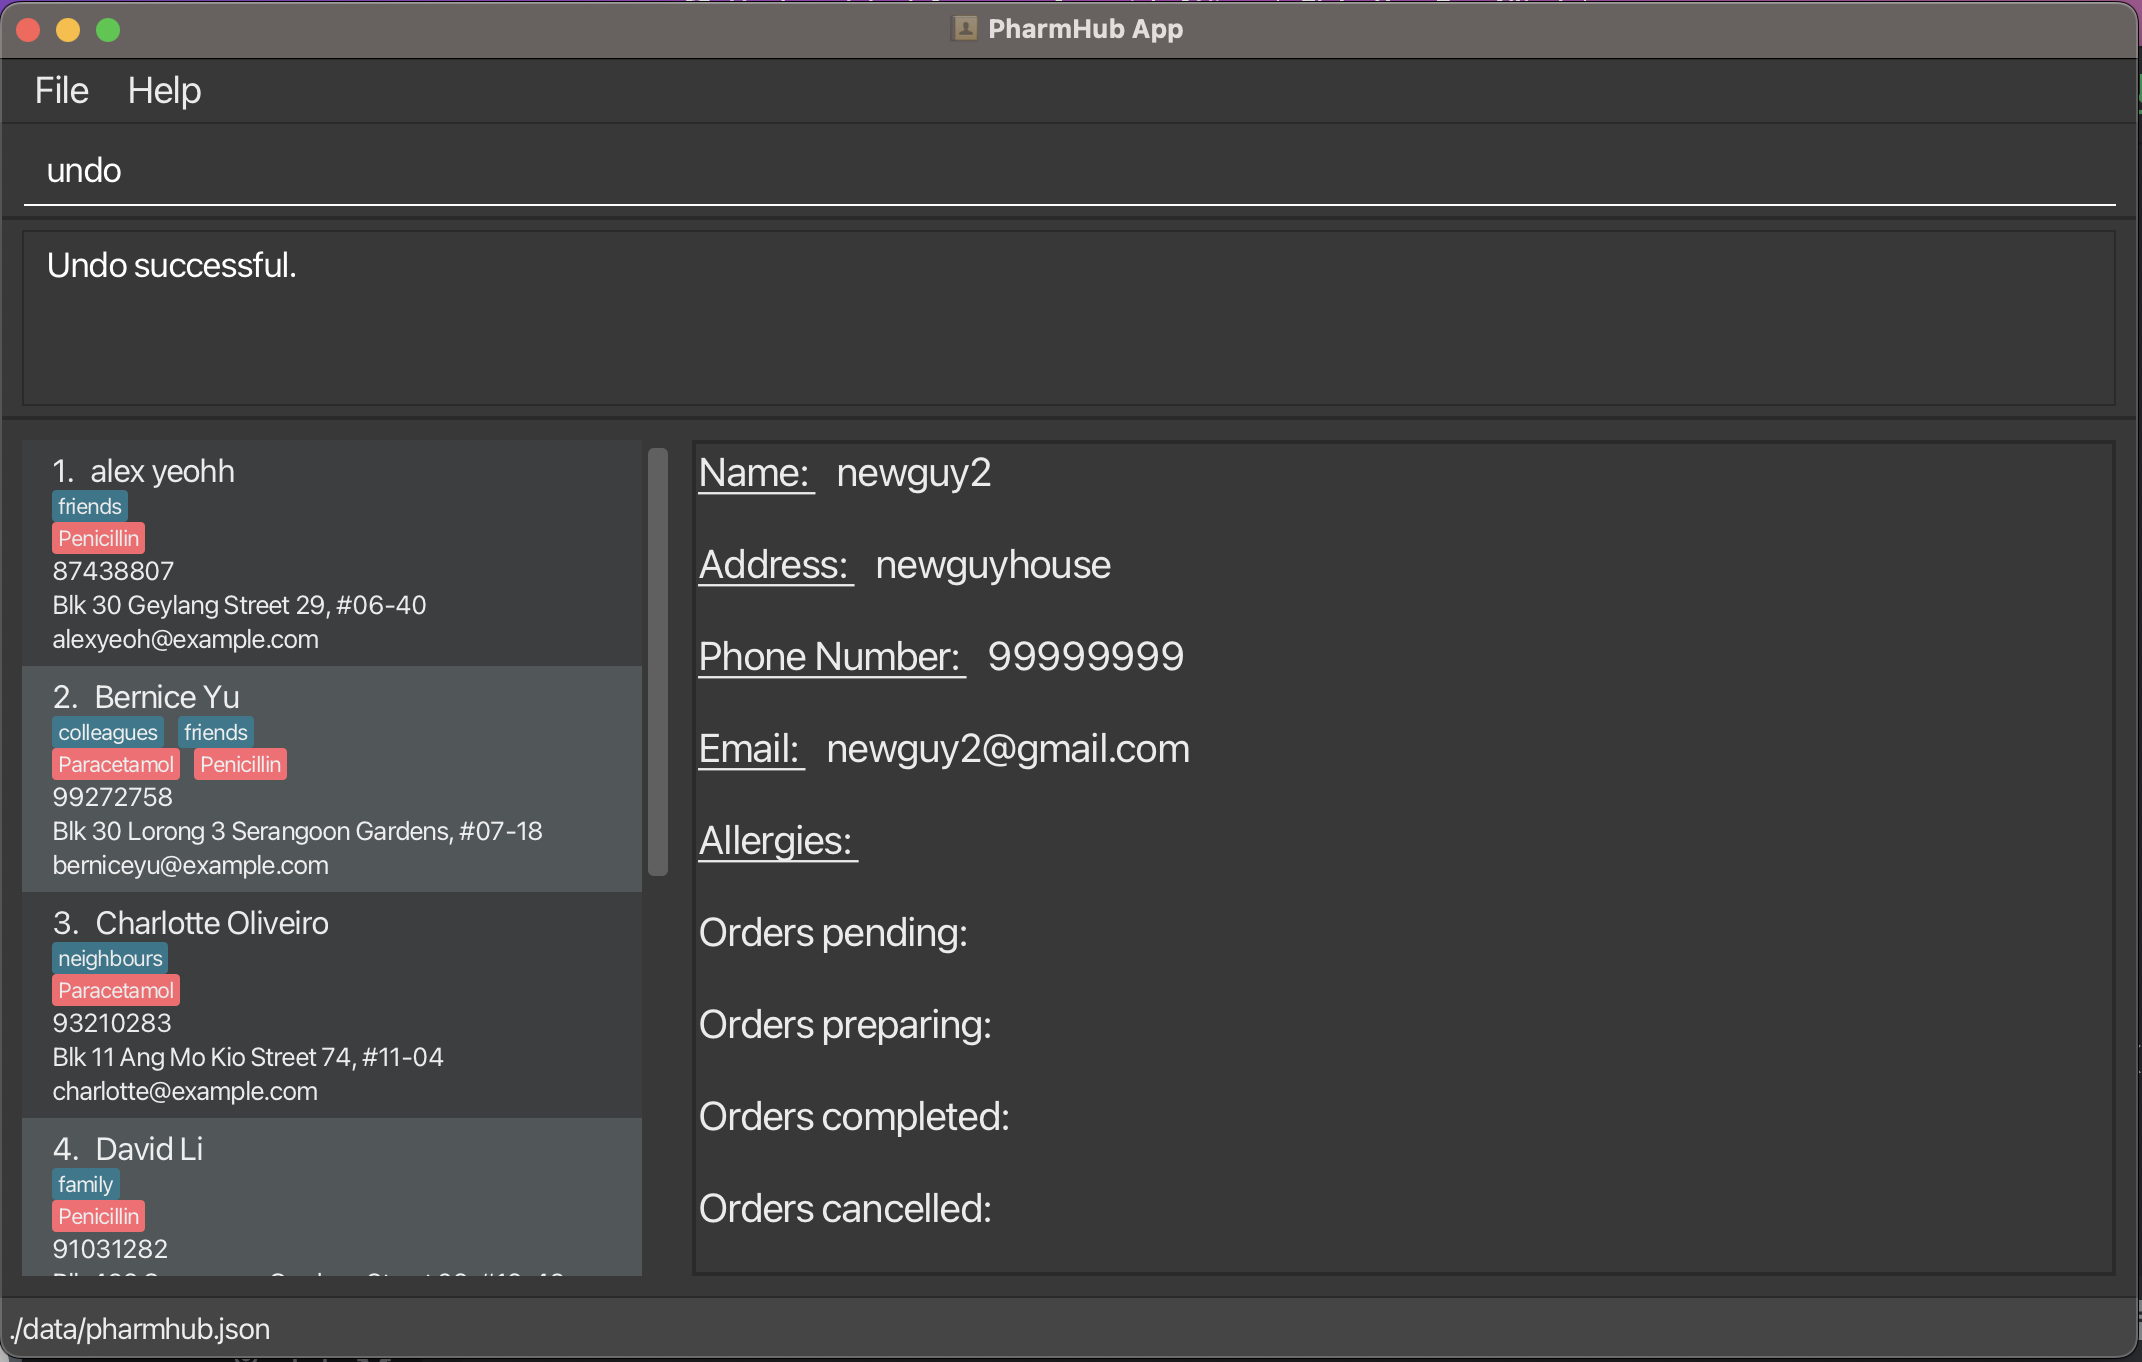 PharmHub App
File Help
undo
Undo successful.
1. alex yeohh
friends
Penicillin
87438807
Blk 30 Geylang Street 29, #06-40
alexyeoh@example.com
2. Bernice Yu
colleagues friends
Paracetamol Penicillin
99272758
Blk 30 Lorong 3 Serangoon Gardens, #07-18
berniceyu@example.com
3. Charlotte Oliveiro
neighbours
Paracetamol
93210283
Blk 11 Ang Mo Kio Street 74, #11-04
charlotte@example.com
4. David Li
family
Penicillin
91031282
Name: newguy2
Address: newguyhouse
Phone Number: 99999999
Email: newguy2@gmail.com
Allergies:
Orders pending:
Orders preparing:
Orders completed:
Orders cancelled:
./data/pharmhub.json